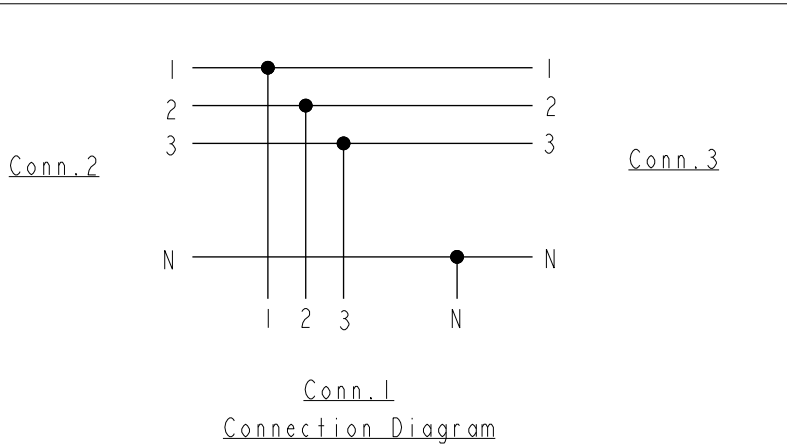 1 1
2 2
3 3
Conn.2 Conn.3
N N
1 2 3 N
Conn.1
Connection Diagram